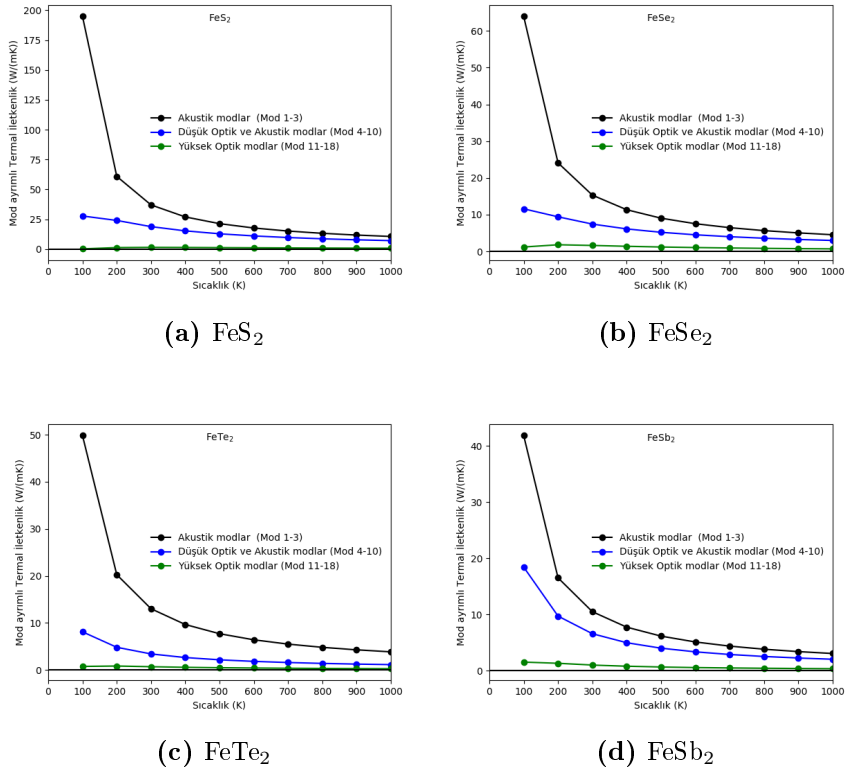 FeS₂
Mod ayrımlı Termal İletkenlik (W/(mK))
200
175
150
125
100
75
50
25
0
Akustik modlar (Mod 1-3)
Düşük Optik ve Akustik modlar (Mod 4-10)
Yüksek Optik modlar (Mod 11-18)
0 100 200 300 400 500 600 700 800 900 1000
Sıcaklık (K)
(a) FeS₂
FeSe₂
Mod ayrımlı Termal İletkenlik (W/(mK))
60
50
40
30
20
10
0
Akustik modlar (Mod 1-3)
Düşük Optik ve Akustik modlar (Mod 4-10)
Yüksek Optik modlar (Mod 11-18)
0 100 200 300 400 500 600 700 800 900 1000
Sıcaklık (K)
(b) FeSe₂
FeTe₂
Mod ayrımlı Termal İletkenlik (W/(mK))
50
40
30
20
10
0
Akustik modlar (Mod 1-3)
Düşük Optik ve Akustik modlar (Mod 4-10)
Yüksek Optik modlar (Mod 11-18)
0 100 200 300 400 500 600 700 800 900 1000
Sıcaklık (K)
(c) FeTe₂
FeSb₂
Mod ayrımlı Termal İletkenlik (W/(mK))
40
30
20
10
0
Akustik modlar (Mod 1-3)
Düşük Optik ve Akustik modlar (Mod 4-10)
Yüksek Optik modlar (Mod 11-18)
0 100 200 300 400 500 600 700 800 900 1000
Sıcaklık (K)
(d) FeSb₂